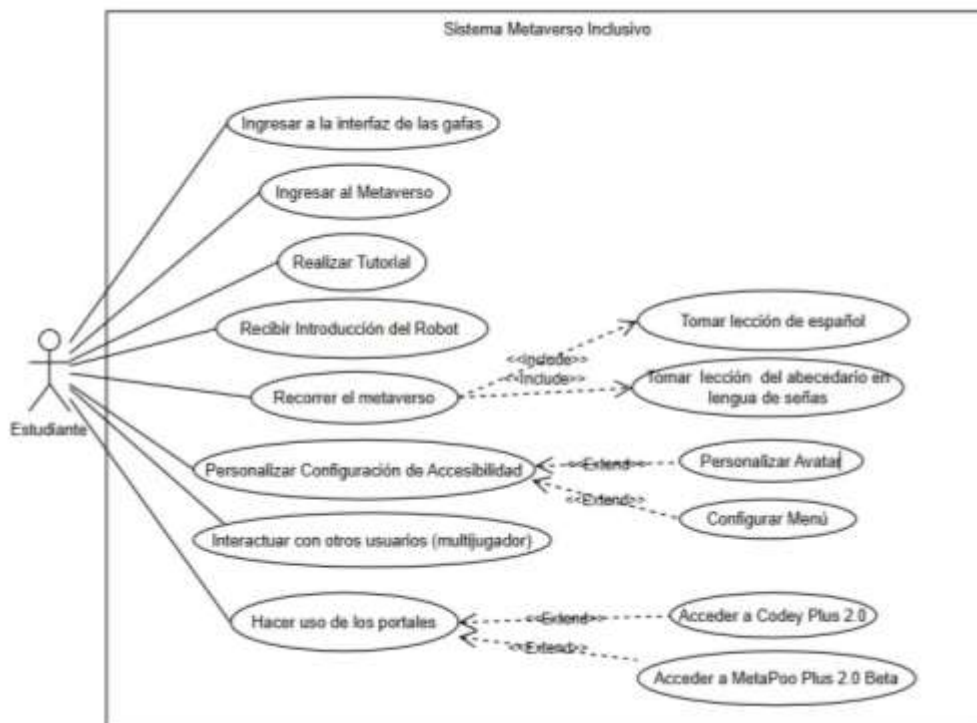 Sistema Metaverso Inclusivo
Ingresar a la interfaz de las gafas
Ingresar al Metaverso
Realizar Tutorial
Recibir Introducción del Robot
Tomar lección de español
<<Include>>
<<Include>>
Recorrer el metaverso
Tomar lección del abecedario en
lengua de señas
Estudiante
Personalizar Configuración de Accesibilidad
<<Extend>>
Personalizar Avatar
<<Extend>>
Configurar Menú
Interactuar con otros usuarios (multijugador)
Hacer uso de los portales
<<Extend>>
Acceder a Codey Plus 2.0
<<Extend>>
Acceder a MetaPoo Plus 2.0 Beta